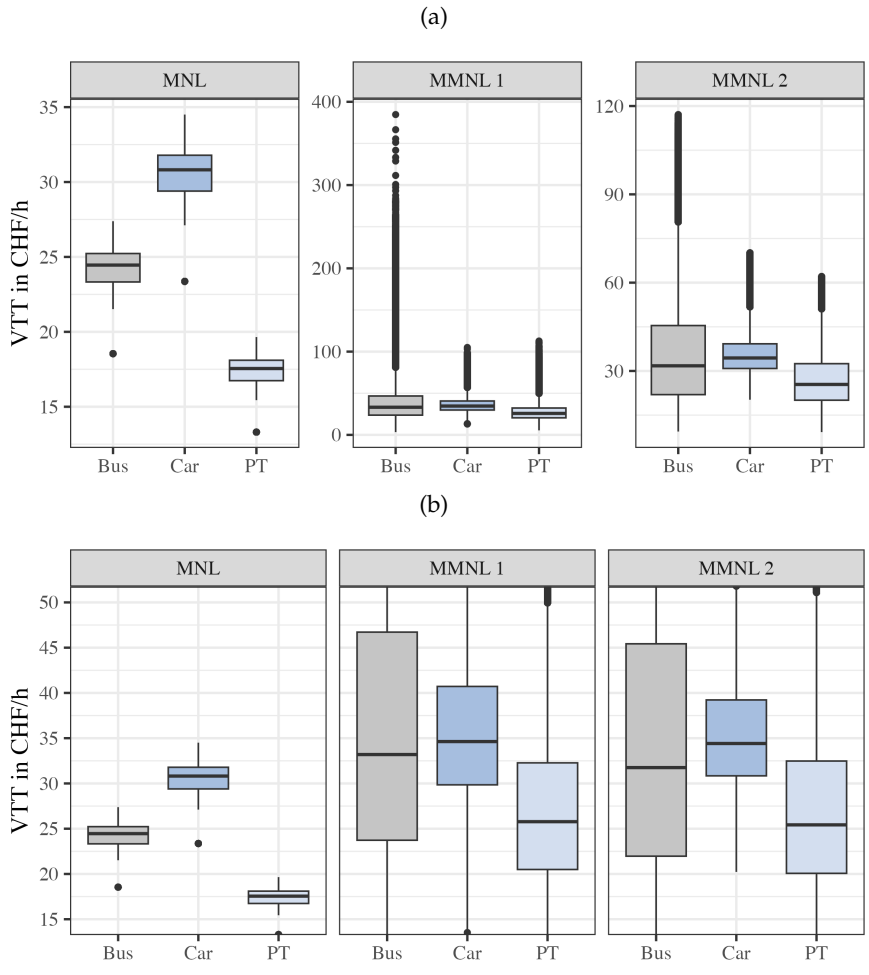 (a)
MNL
MMNL 1
MMNL 2
VTT in CHF/h
35
30
25
20
15
400
300
200
100
0
120
90
60
30
Bus Car PT
Bus Car PT
Bus Car PT
(b)
MNL
MMNL 1
MMNL 2
VTT in CHF/h
50
45
40
35
30
25
20
15
Bus Car PT
Bus Car PT
Bus Car PT